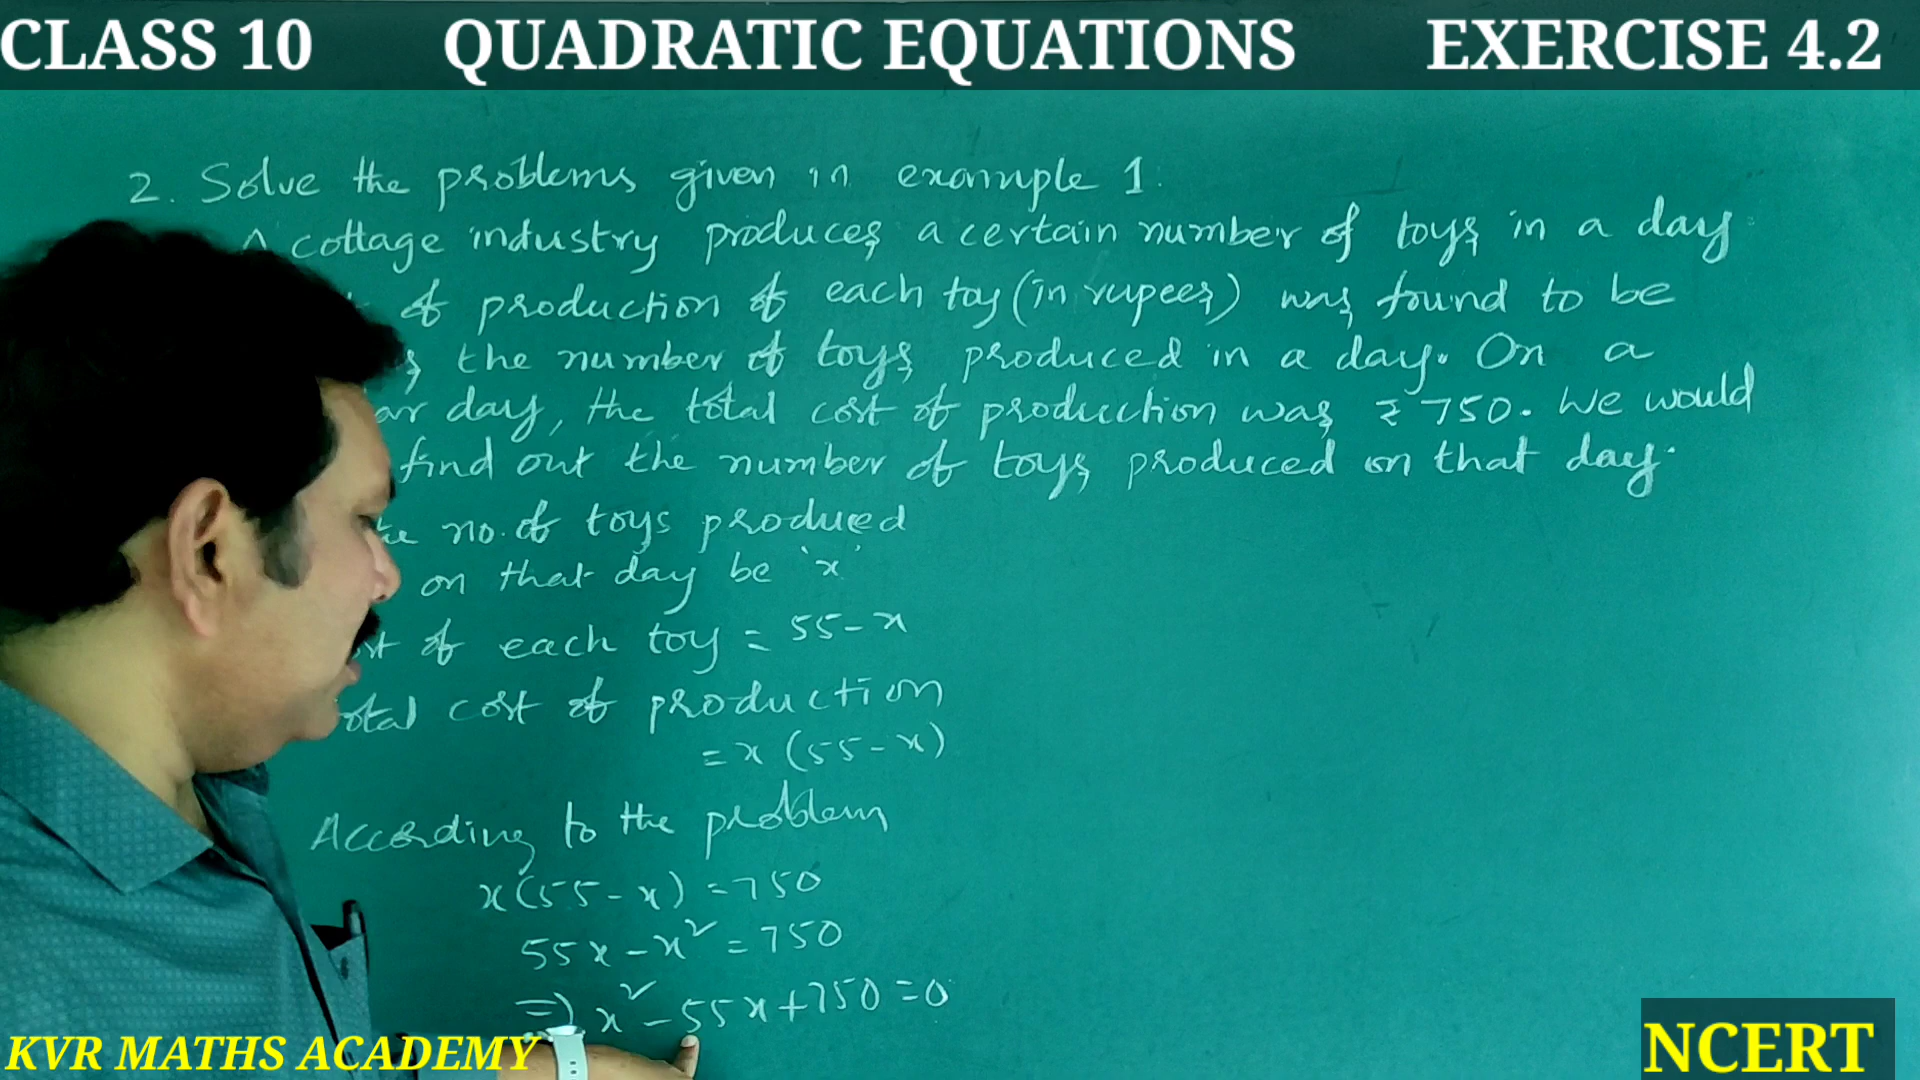 CLASS 10 QUADRATIC EQUATIONS EXERCISE 4.2
2. Solve the problems given in example 1.
A cottage industry produces a certain number of toys in a day
of production of each toy (in rupees) was found to be
the number of toys produced in a day. On a
day, the total cost of production was ₹ 750. We would
find out the number of toys produced on that day.
no. of toys produced
on that day be 'x'
of each toy = 55-x
cost of production
= x (55-x)
According to the problem
x(55-x) = 750
55x - x² = 750
⇒ x² - 55x + 750 = 0
KVR MATHS ACADEMY
NCERT